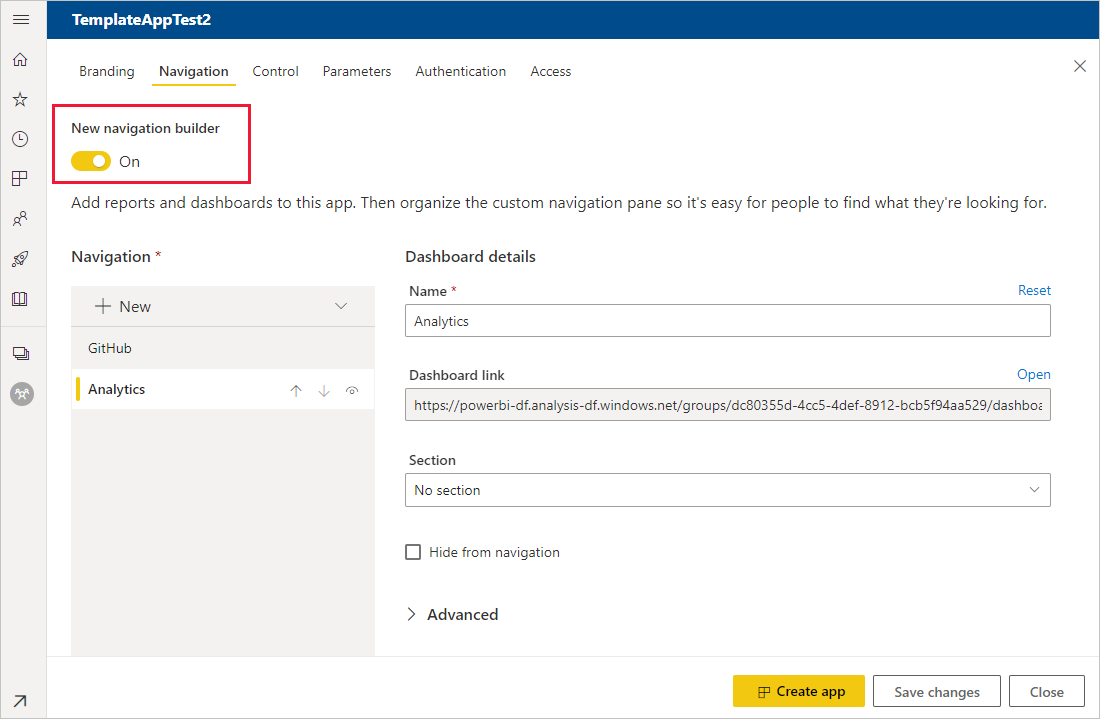 TemplateAppTest2
Branding Navigation Control Parameters Authentication Access
New navigation builder
On
Add reports and dashboards to this app. Then organize the custom navigation pane so it's easy for people to find what they're looking for.
Navigation *
New
GitHub
Analytics
Dashboard details
Name * Reset
Analytics
Dashboard link Open
https://powerbi-df.analysis-df.windows.net/groups/dc80355d-4cc5-4def-8912-bcb5f94aa529/dashboa
Section
No section
Hide from navigation
Advanced
Create app Save changes Close